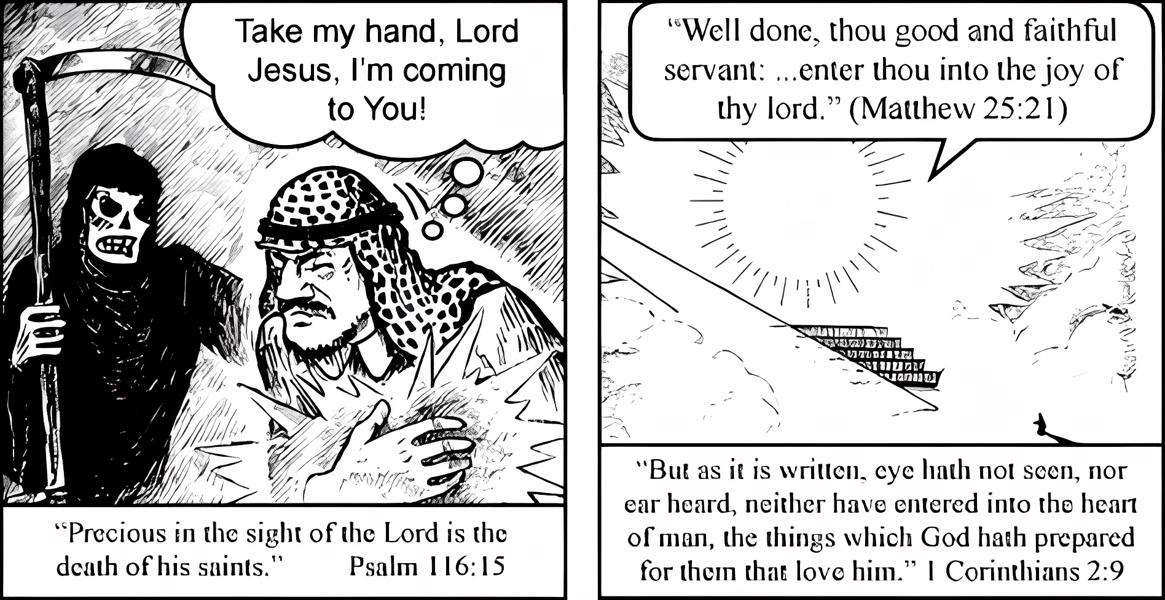 Take my hand, Lord
Jesus, I'm coming
to You!
“Precious in the sight of the Lord is the
death of his saints.” Psalm 116:15
“Well done, thou good and faithful
servant: ...enter thou into the joy of
thy lord.” (Matthew 25:21)
“But as it is written, eye hath not seen, nor
ear heard, neither have entered into the heart
of man, the things which God hath prepared
for them that love him.” 1 Corinthians 2:9